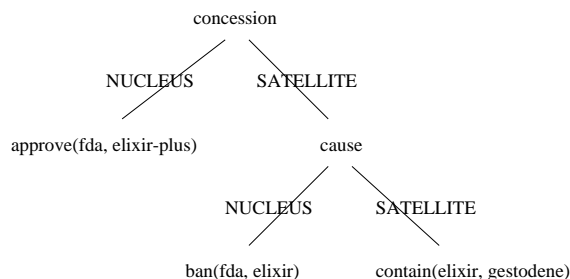 concession
NUCLEUS SATELLITE
approve(fda, elixir-plus) cause
NUCLEUS SATELLITE
ban(fda, elixir) contain(elixir, gestodene)